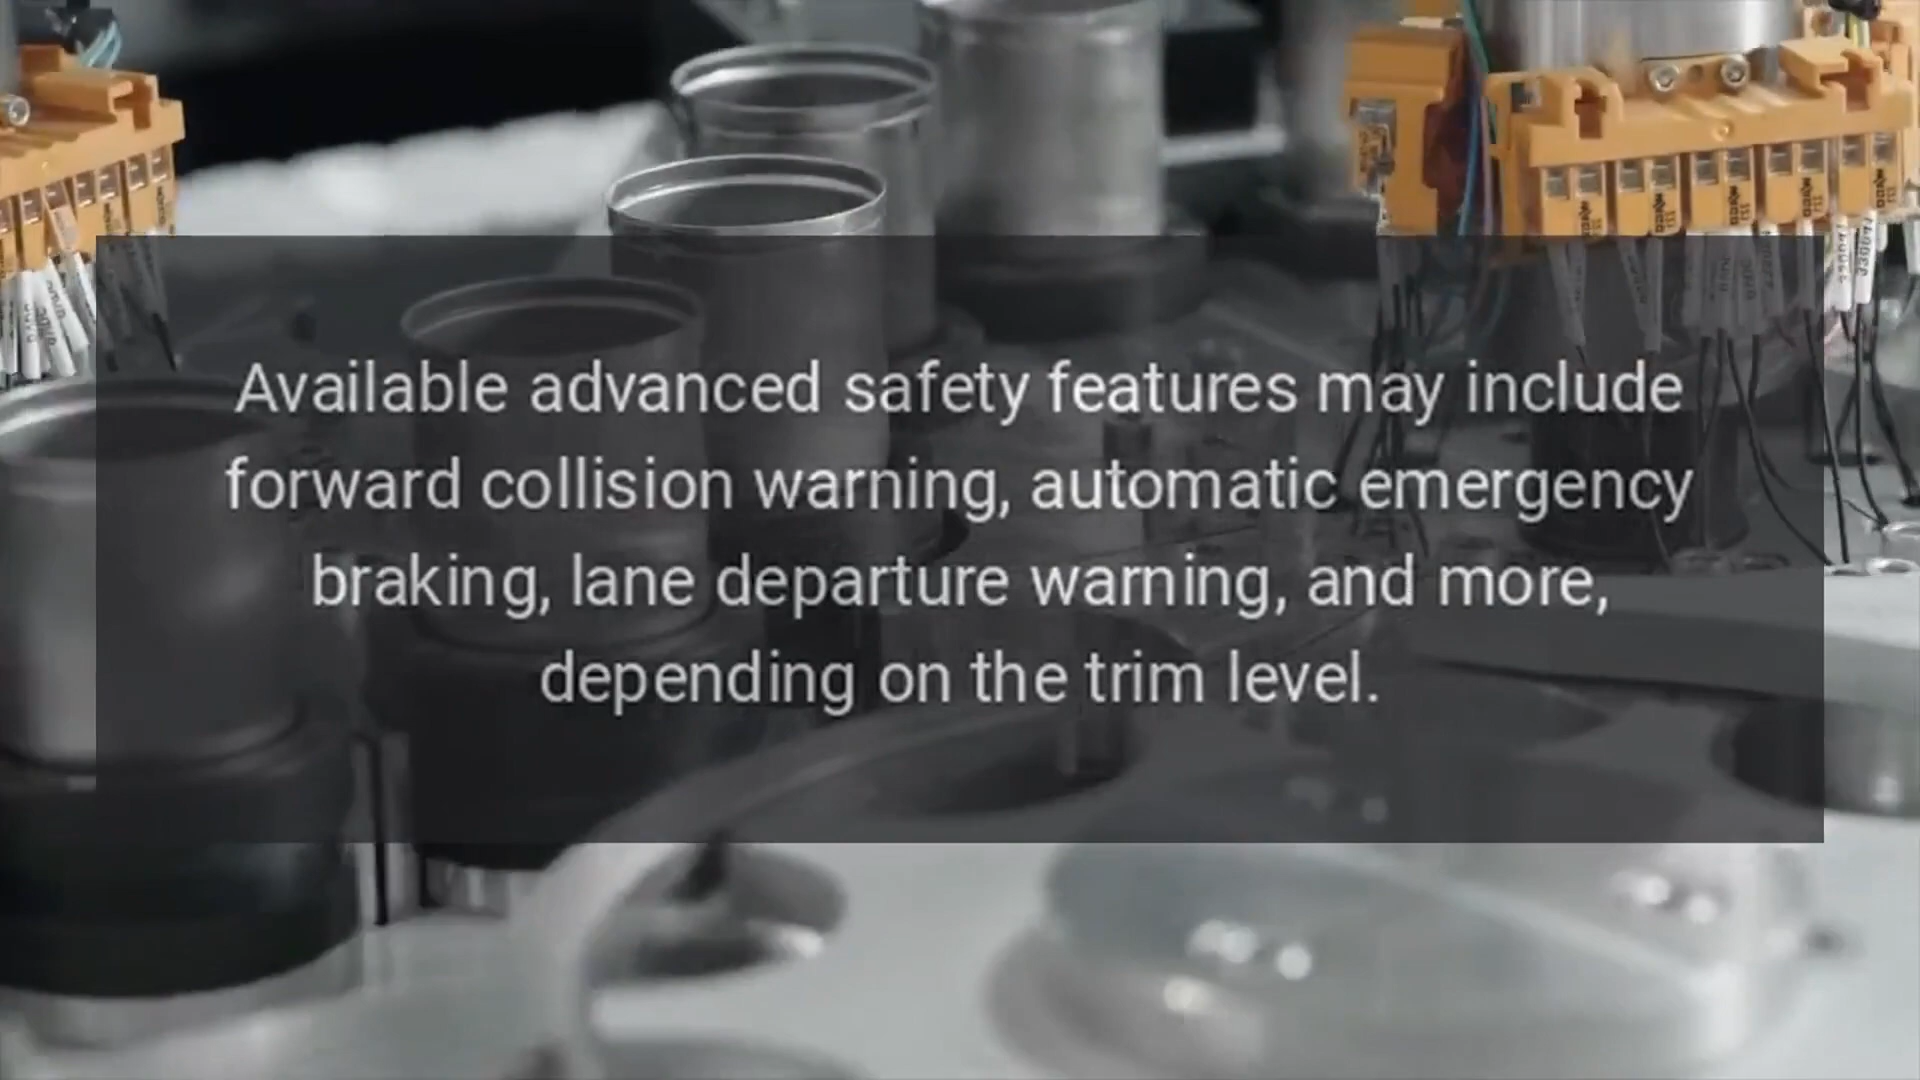 Available advanced safety features may include
forward collision warning, automatic emergency
braking, lane departure warning, and more,
depending on the trim level.